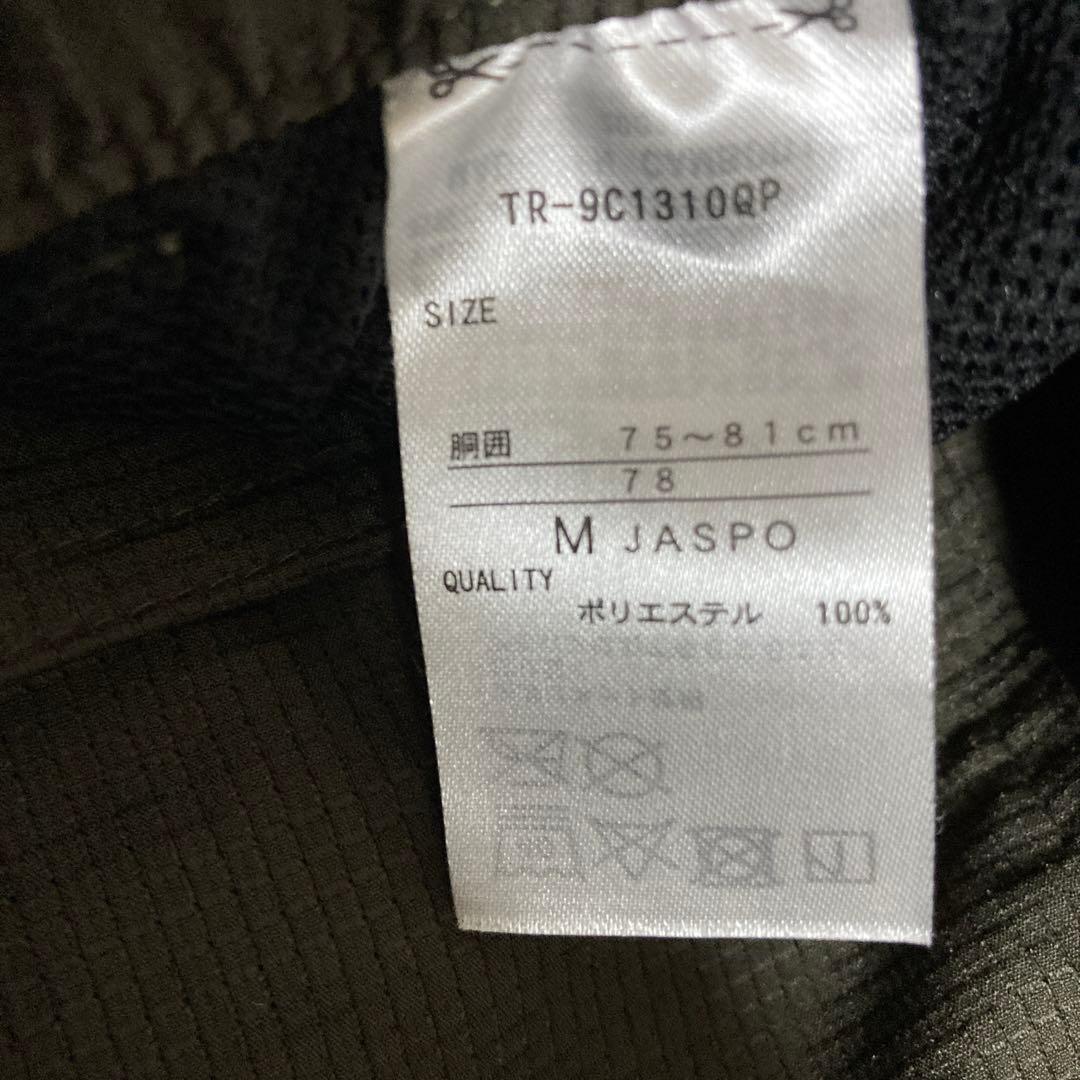 TR-9C1310QP
SIZE
胴囲 75～81cm
78
M JASPO
QUALITY
ポリエステル 100%